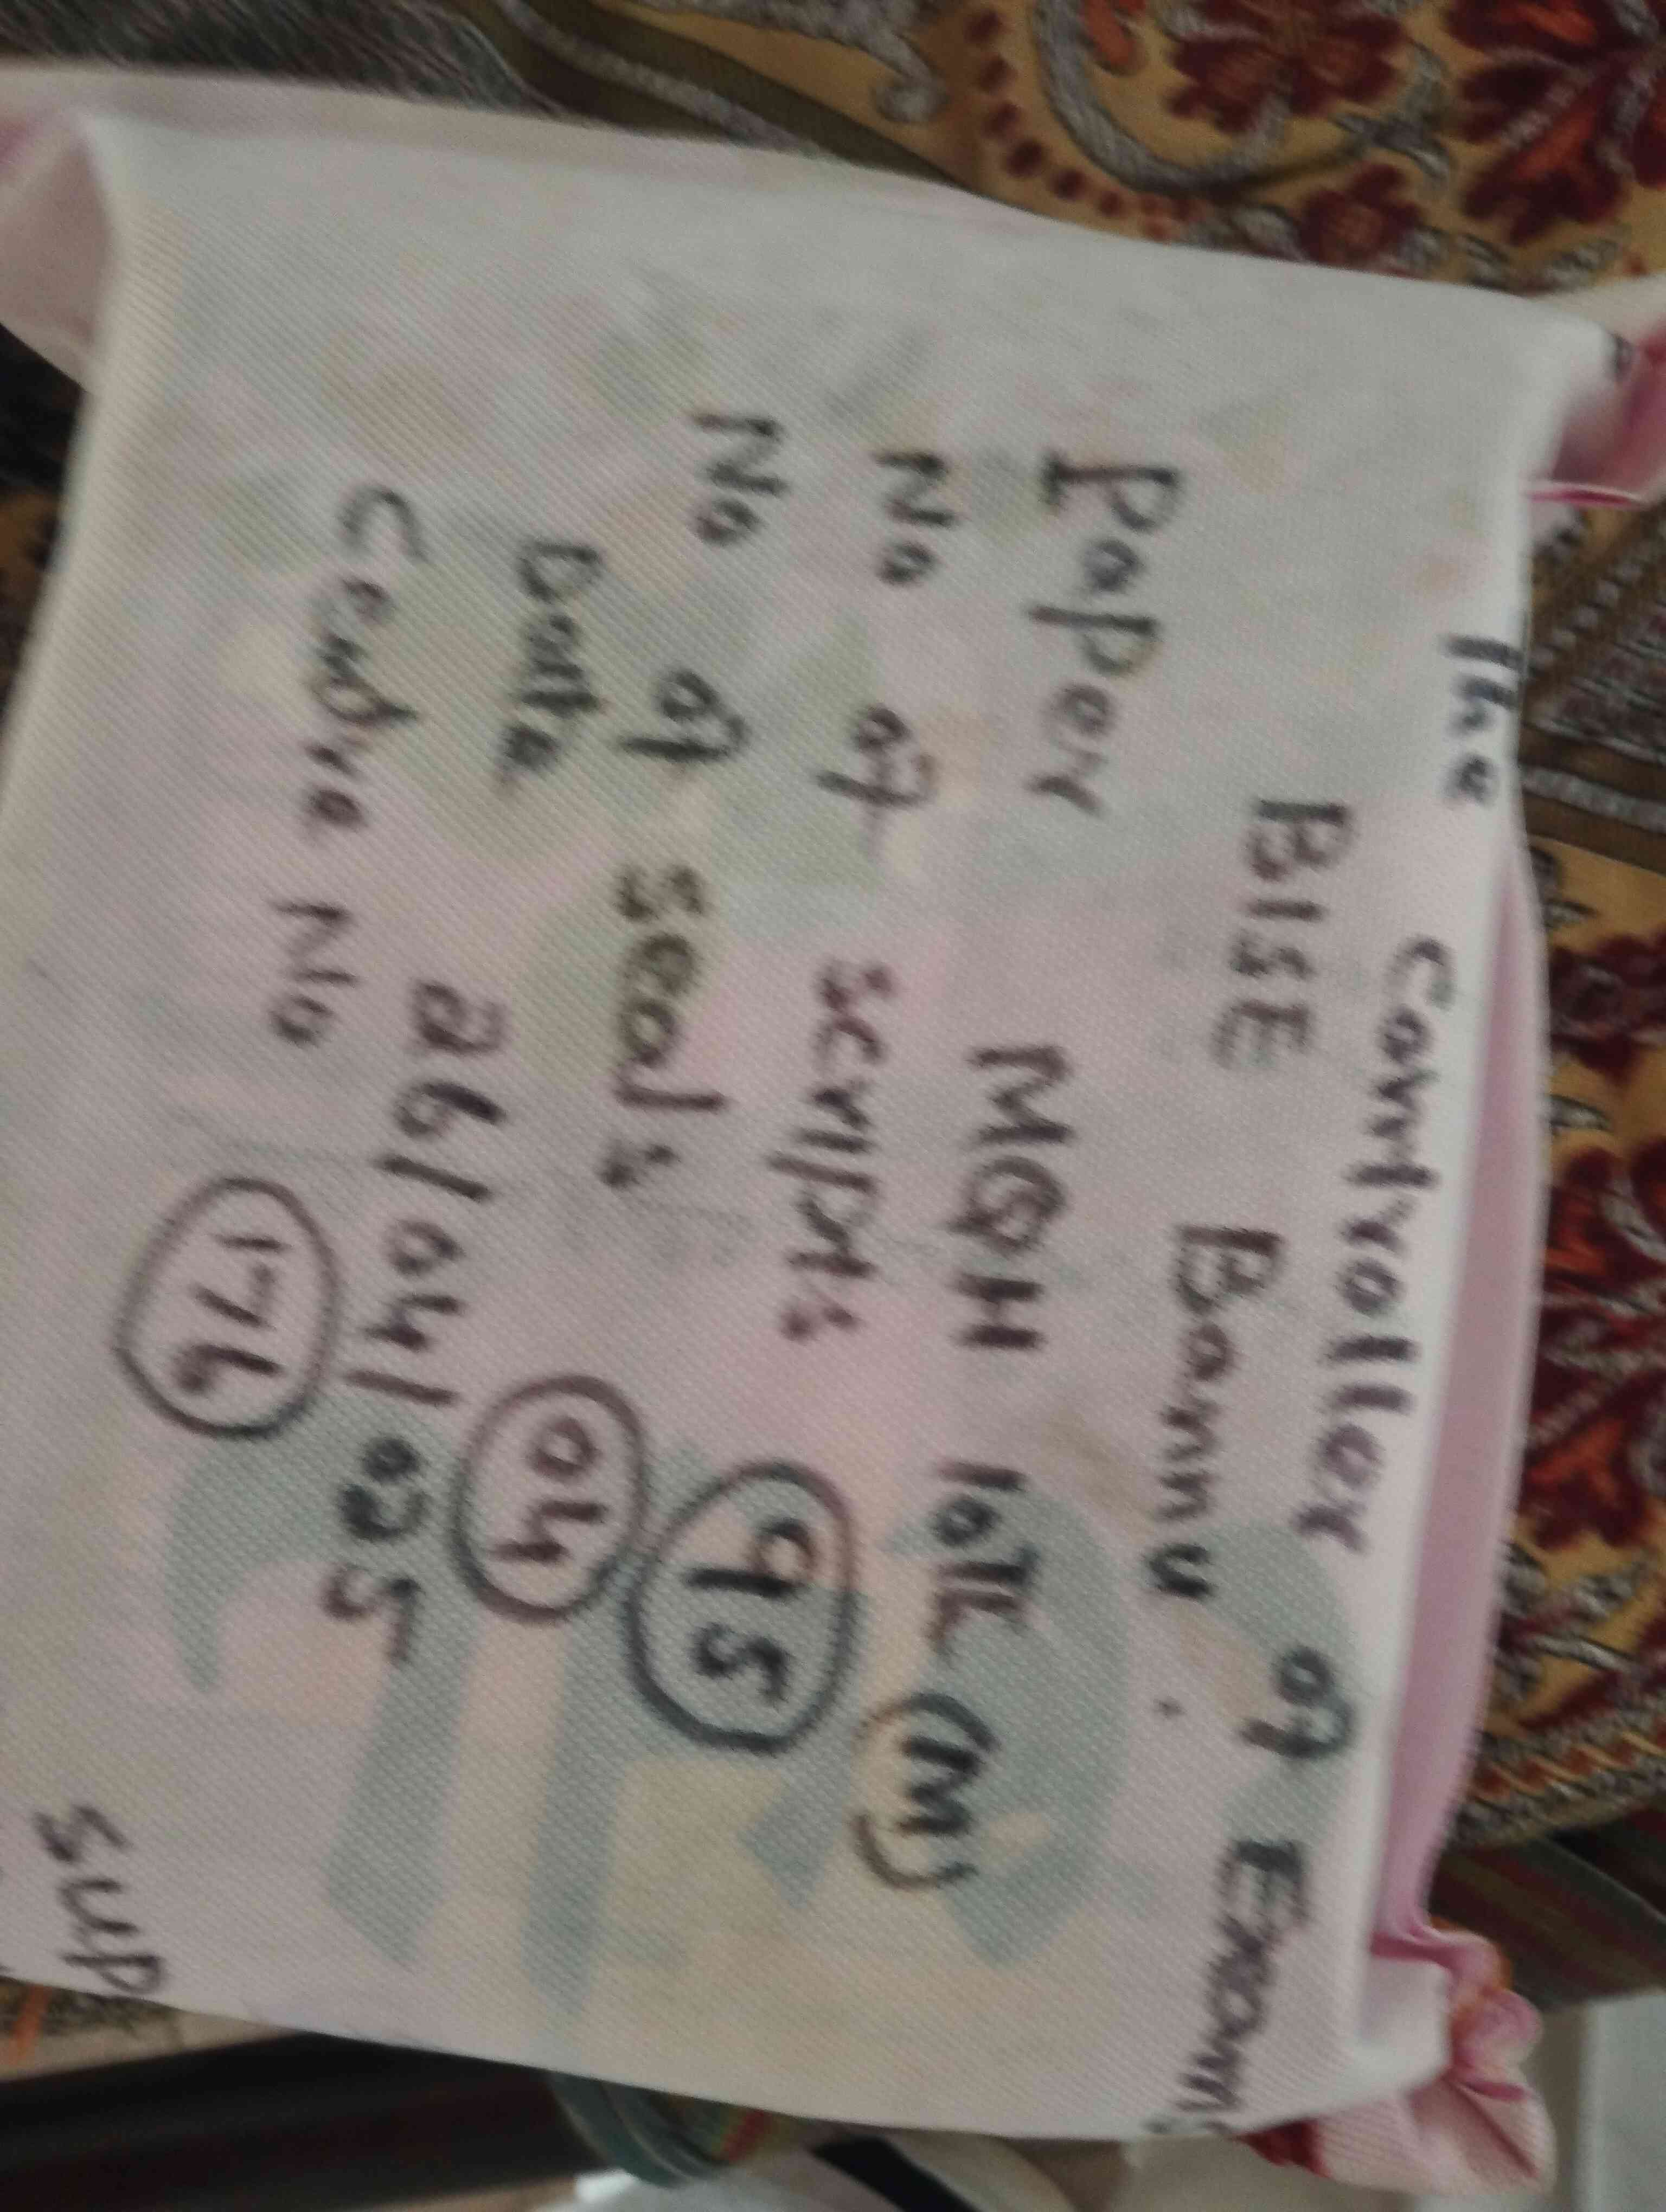 The Controller of Exam
BISE Bannu
Paper MQH 10th (M)
No of scripts 95
No of Seals 04
Date 26/04/025
Centre No 176
Sup